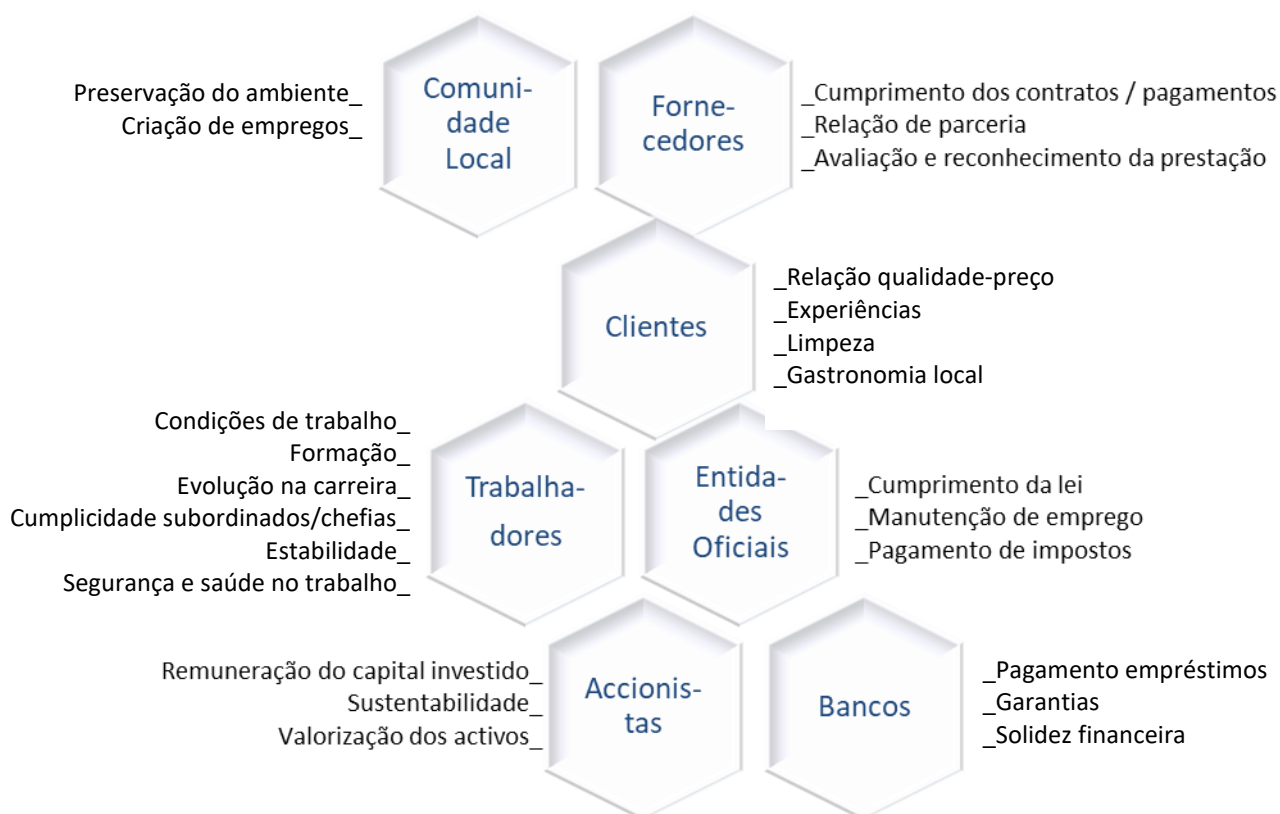 Preservação do ambiente_
Criação de empregos_
Comuni-
dade
Local
Forne-
cedores
_Cumprimento dos contratos / pagamentos
_Relação de parceria
_Avaliação e reconhecimento da prestação
Clientes
_Relação qualidade-preço
_Experiências
_Limpeza
_Gastronomia local
Condições de trabalho_
Formação_
Evolução na carreira_
Cumplicidade subordinados/chefias_
Estabilidade_
Segurança e saúde no trabalho_
Trabalha-
dores
Entida-
des
Oficiais
_Cumprimento da lei
_Manutenção de emprego
_Pagamento de impostos
Remuneração do capital investido_
Sustentabilidade_
Valorização dos activos_
Accionis-
tas
Bancos
_Pagamento empréstimos
_Garantias
_Solidez financeira